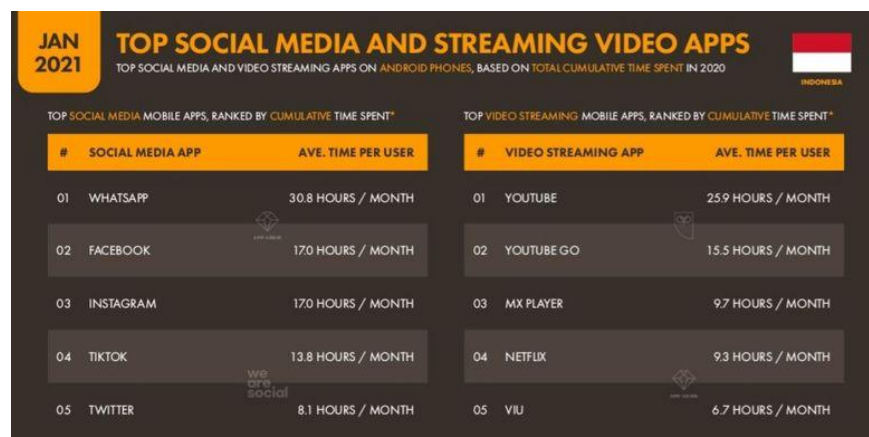 JAN
2021
TOP SOCIAL MEDIA AND STREAMING VIDEO APPS
TOP SOCIAL MEDIA AND VIDEO STREAMING APPS ON ANDROID PHONES, BASED ON TOTAL CUMULATIVE TIME SPENT IN 2020
INDONESIA
TOP SOCIAL MEDIA MOBILE APPS, RANKED BY CUMULATIVE TIME SPENT*
# SOCIAL MEDIA APP AVE. TIME PER USER
01 WHATSAPP 30.8 HOURS / MONTH
02 FACEBOOK 17.0 HOURS / MONTH
03 INSTAGRAM 17.0 HOURS / MONTH
04 TIKTOK 13.8 HOURS / MONTH
05 TWITTER 8.1 HOURS / MONTH
TOP VIDEO STREAMING MOBILE APPS, RANKED BY CUMULATIVE TIME SPENT*
# VIDEO STREAMING APP AVE. TIME PER USER
01 YOUTUBE 25.9 HOURS / MONTH
02 YOUTUBE GO 15.5 HOURS / MONTH
03 MX PLAYER 9.7 HOURS / MONTH
04 NETFLIX 9.3 HOURS / MONTH
05 VIU 6.7 HOURS / MONTH
we
are
social